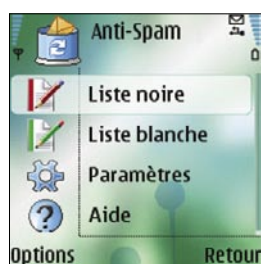 Anti-Spam
Liste noire
Liste blanche
Paramètres
Aide
Options Retour